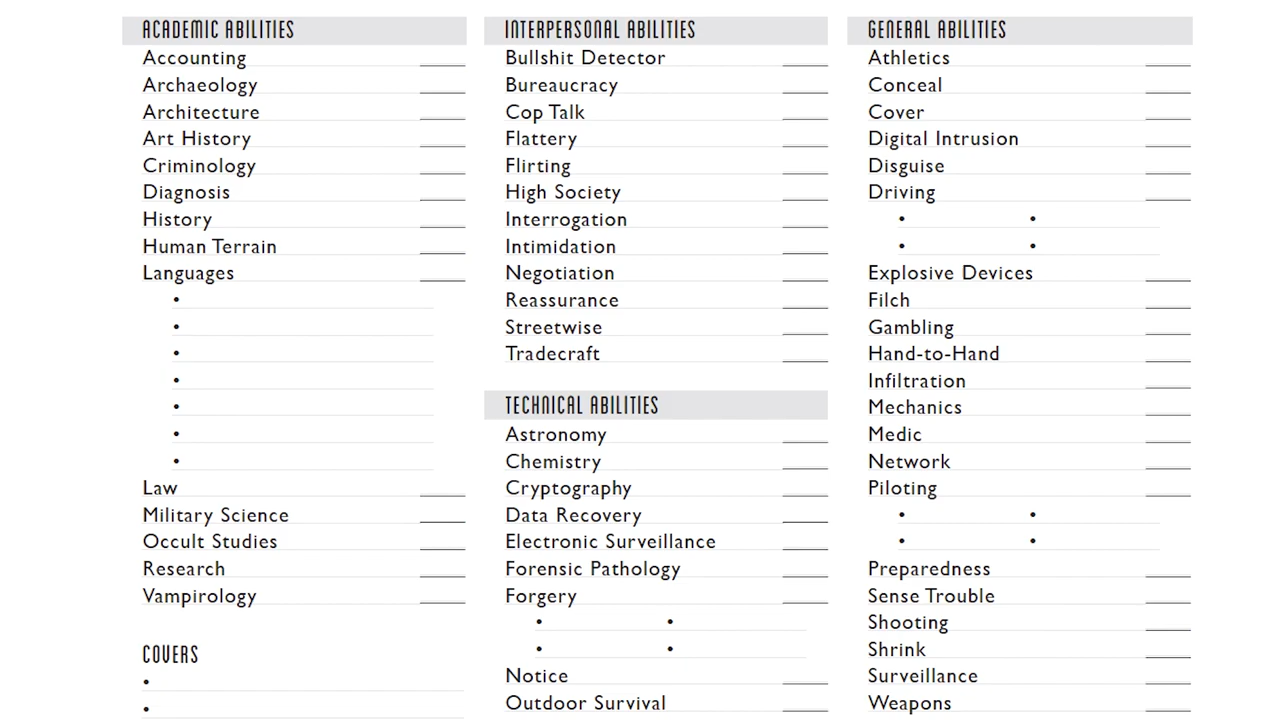 ACADEMIC ABILITIES
Accounting
Archaeology
Architecture
Art History
Criminology
Diagnosis
History
Human Terrain
Languages
•
•
•
•
•
•
•
Law
Military Science
Occult Studies
Research
Vampirology
COVERS
•
•
INTERPERSONAL ABILITIES
Bullshit Detector
Bureaucracy
Cop Talk
Flattery
Flirting
High Society
Interrogation
Intimidation
Negotiation
Reassurance
Streetwise
Tradecraft
TECHNICAL ABILITIES
Astronomy
Chemistry
Cryptography
Data Recovery
Electronic Surveillance
Forensic Pathology
Forgery
• •
• •
Notice
Outdoor Survival
GENERAL ABILITIES
Athletics
Conceal
Cover
Digital Intrusion
Disguise
Driving
• •
• •
Explosive Devices
Filch
Gambling
Hand-to-Hand
Infiltration
Mechanics
Medic
Network
Piloting
• •
• •
Preparedness
Sense Trouble
Shooting
Shrink
Surveillance
Weapons